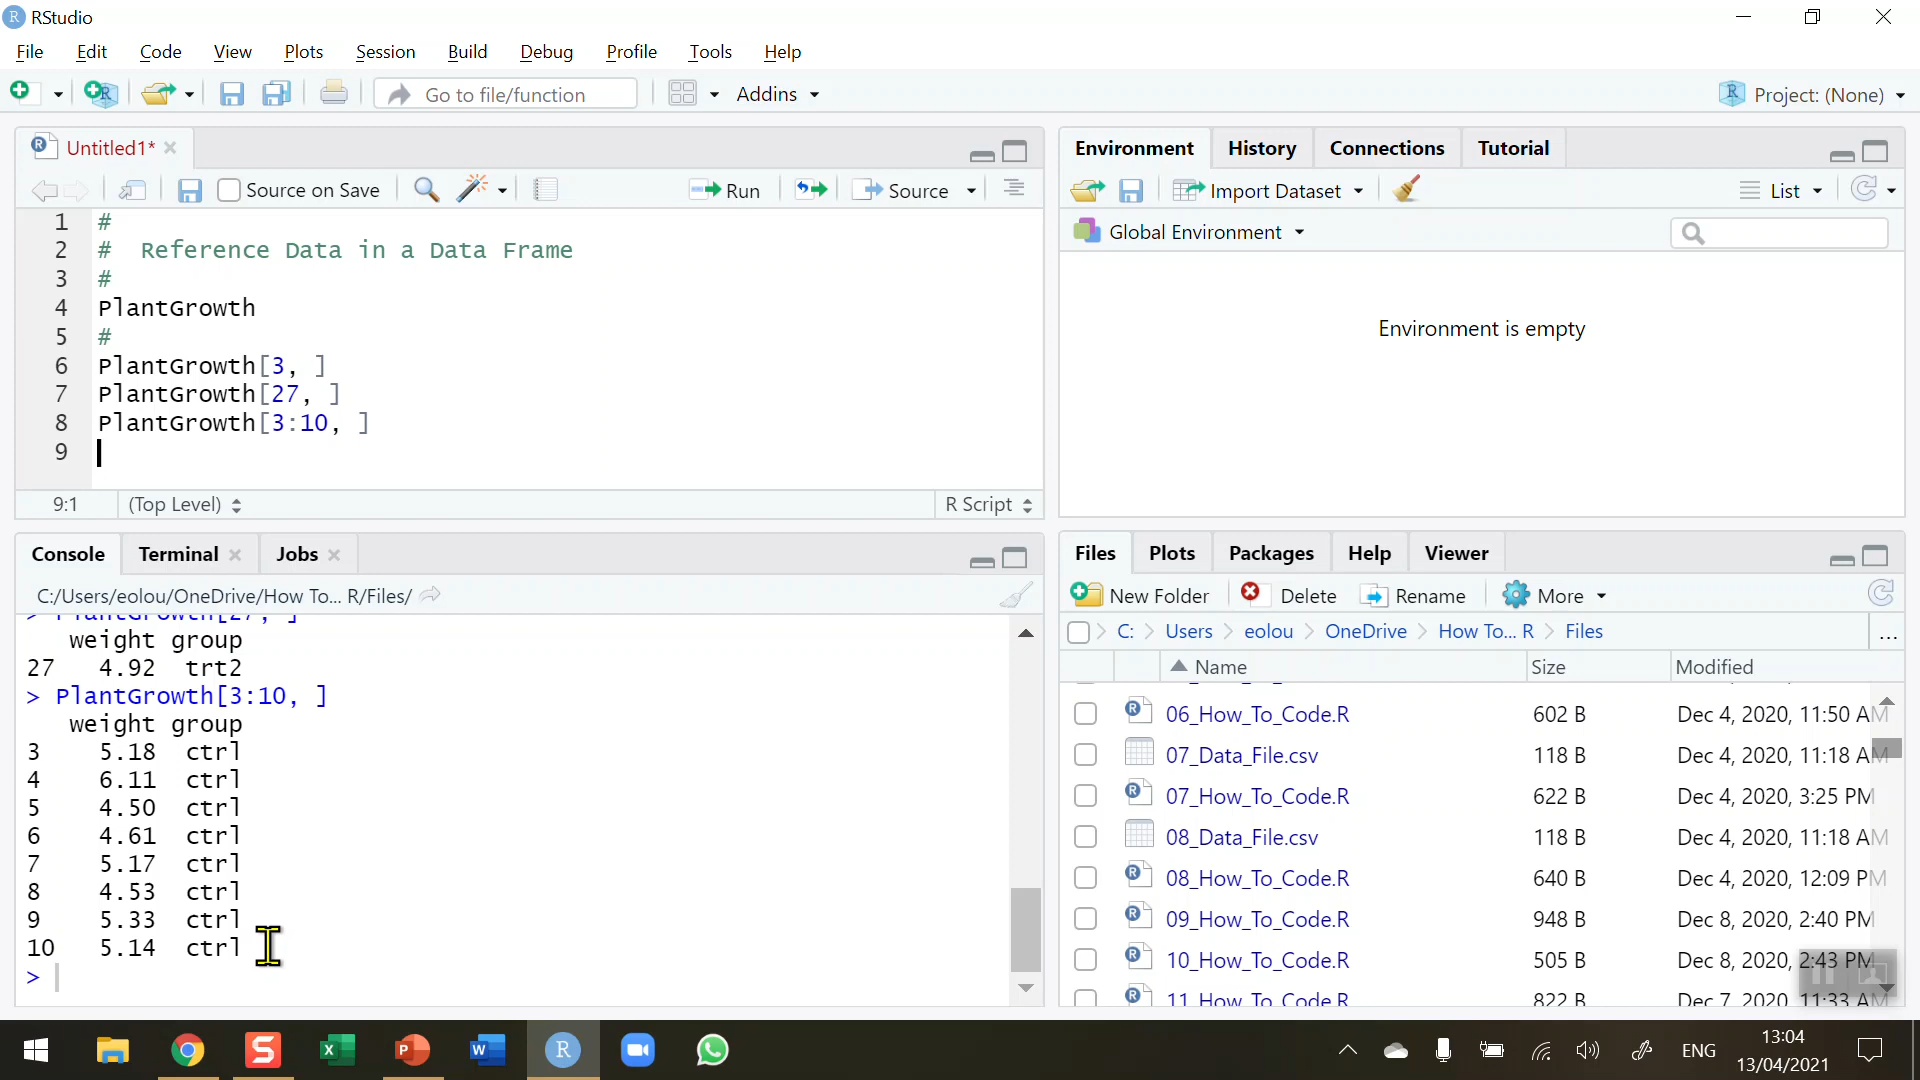 RStudio
File Edit Code View Plots Session Build Debug Profile Tools Help
Go to file/function Addins Project: (None)
Untitled1*
Source on Save Run Source
1 #
2 #  Reference Data in a Data Frame
3 #
4 PlantGrowth
5 #
6 PlantGrowth[3, ]
7 PlantGrowth[27, ]
8 PlantGrowth[3:10, ]
9
9:1 (Top Level) R Script
Console Terminal Jobs
C:/Users/eolou/OneDrive/How To... R/Files/
> PlantGrowth[27, ]
weight group
27 4.92 trt2
> PlantGrowth[3:10, ]
weight group
3 5.18 ctrl
4 6.11 ctrl
5 4.50 ctrl
6 4.61 ctrl
7 5.17 ctrl
8 4.53 ctrl
9 5.33 ctrl
10 5.14 ctrl
>
Environment History Connections Tutorial
Import Dataset List
Global Environment
Environment is empty
Files Plots Packages Help Viewer
New Folder Delete Rename More
C: Users eolou OneDrive How To... R Files ...
Name Size Modified
06_How_To_Code.R 602 B Dec 4, 2020, 11:50 AM
07_Data_File.csv 118 B Dec 4, 2020, 11:18 AM
07_How_To_Code.R 622 B Dec 4, 2020, 3:25 PM
08_Data_File.csv 118 B Dec 4, 2020, 11:18 AM
08_How_To_Code.R 640 B Dec 4, 2020, 12:09 PM
09_How_To_Code.R 948 B Dec 8, 2020, 2:40 PM
10_How_To_Code.R 505 B Dec 8, 2020, 2:43 PM
11_How_To_Code.R 822 B Dec 7, 2020, 11:33 AM
ENG
13:04
13/04/2021